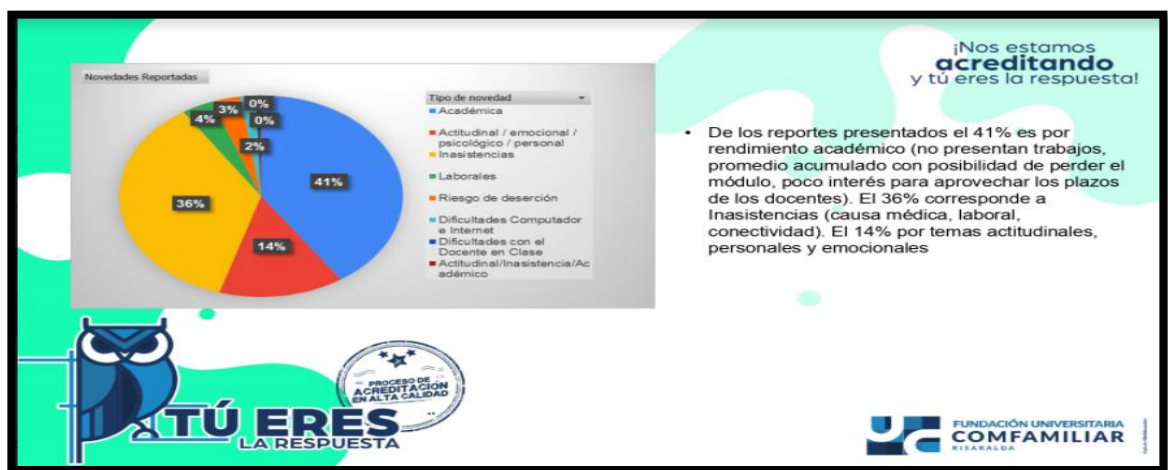 ¡Nos estamos
acreditando
y tú eres la respuesta!
Novedades Reportadas
0%
3%
0%
4%
2%
41%
36%
14%
Tipo de novedad
Académica
Actitudinal / emocional /
psicológico / personal
Inasistencias
Laborales
Riesgo de deserción
Dificultades Computador
e Internet
Dificultades con el
Docente en Clase
Actitudinal/Inasistencia/Ac
adémico
• De los reportes presentados el 41% es por
rendimiento académico (no presentan trabajos,
promedio acumulado con posibilidad de perder el
módulo, poco interés para aprovechar los plazos
de los docentes). El 36% corresponde a
Inasistencias (causa médica, laboral,
conectividad). El 14% por temas actitudinales,
personales y emocionales
PROCESO DE
ACREDITACIÓN
EN ALTA CALIDAD
TÚ ERES
LA RESPUESTA
UC
FUNDACIÓN UNIVERSITARIA
COMFAMILIAR
RISARALDA